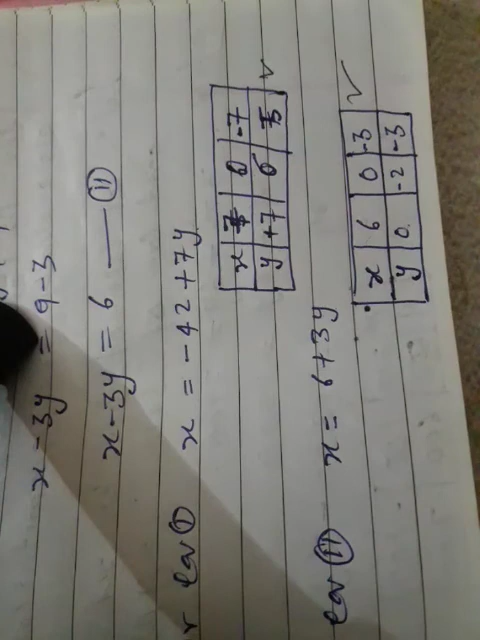 x - 3y = 9 - 3
x - 3y = 6 — (ii)
eq (i) x = -42 + 7y
x 7 0 -7
y +7 6 5
eq (ii) x = 6 + 3y
x 6 0 -3
y 0 -2 -3